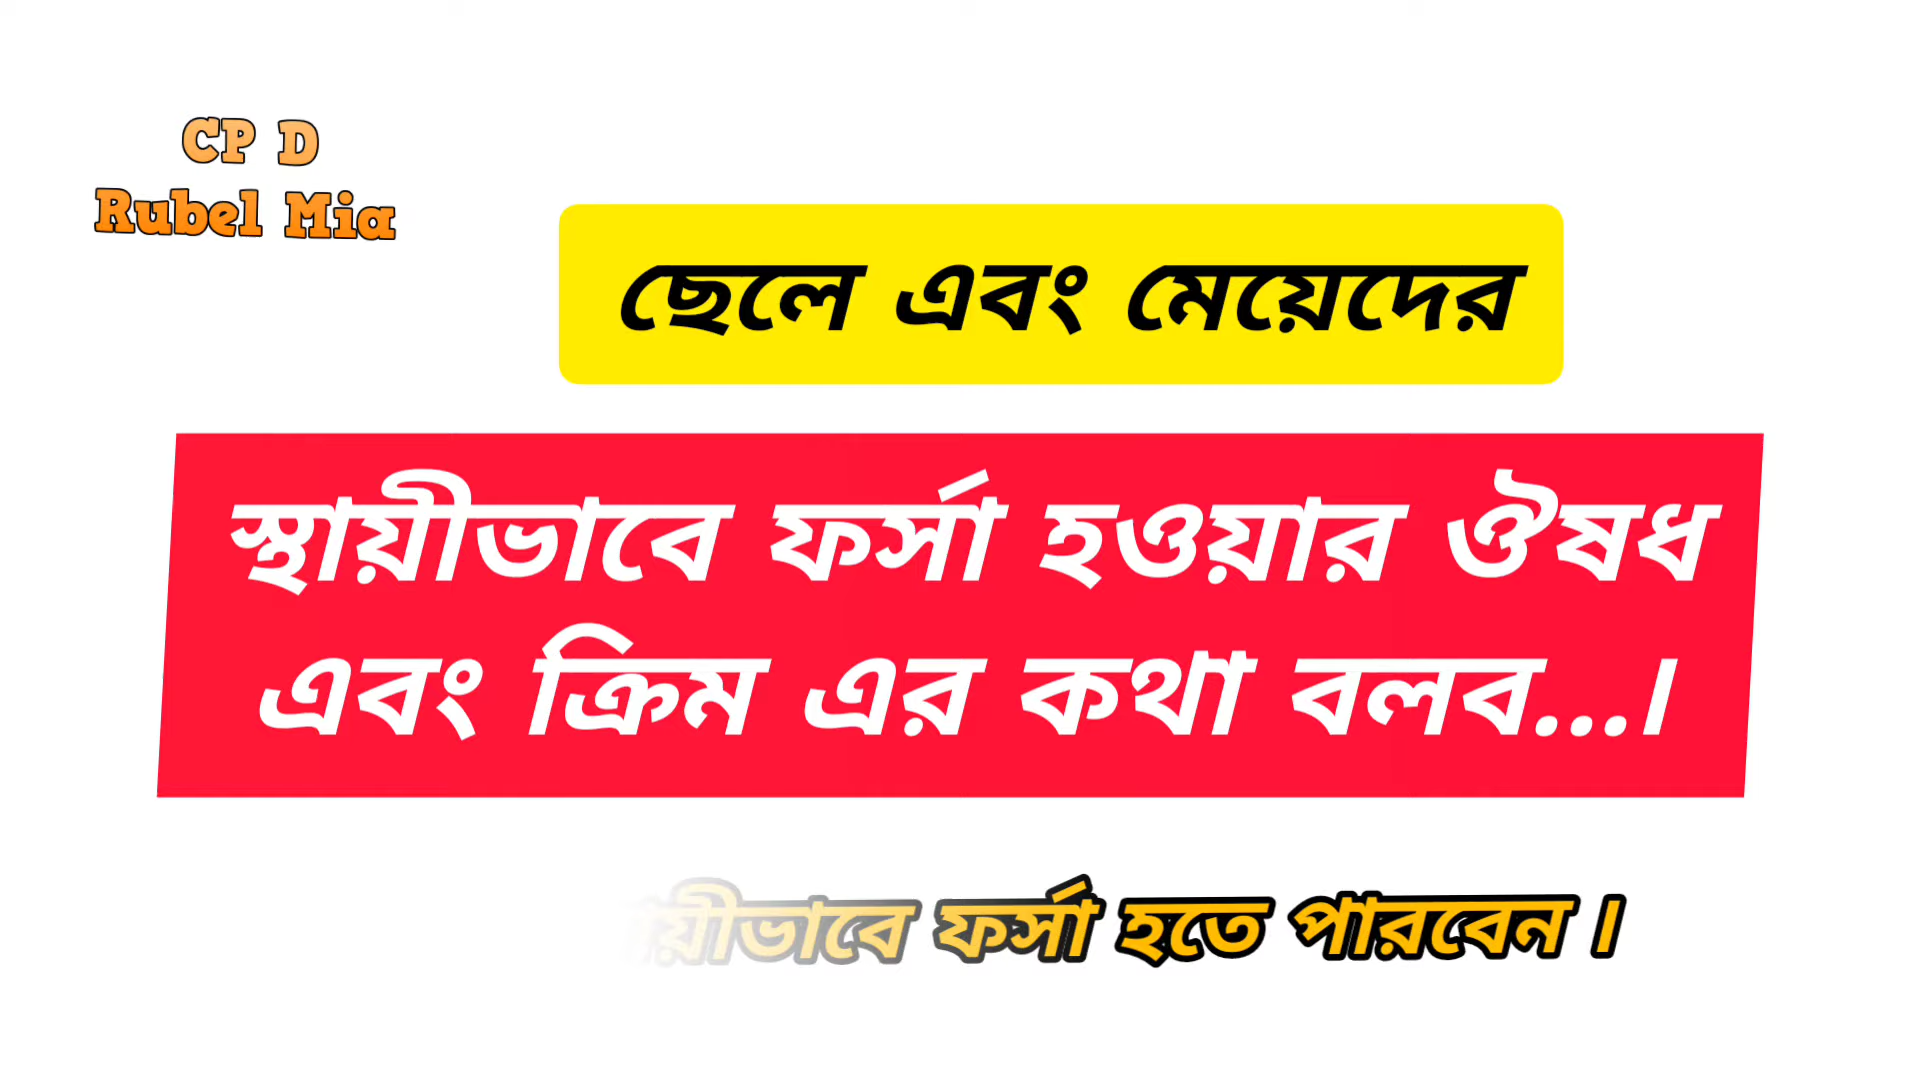 CP D
Rubel Mia
ছেলে এবং মেয়েদের
স্থায়ীভাবে ফর্সা হওয়ার ঔষধ
এবং ক্রিম এর কথা বলব...।
ফর্সা হতে পারবেন।